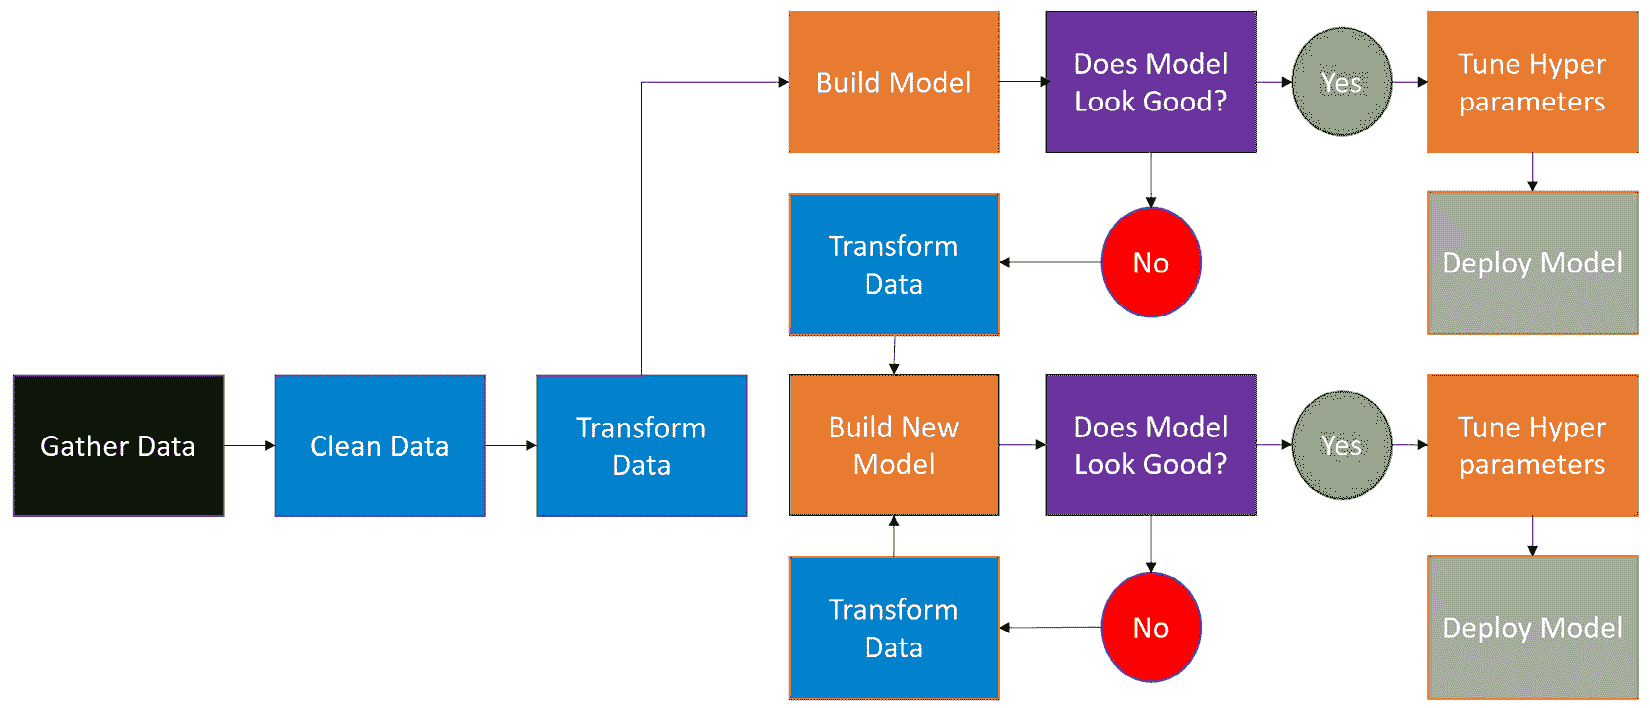 Build Model
Does Model
Look Good?
Yes
Tune Hyper
parameters
Transform
Data
No
Deploy Model
Gather Data
Clean Data
Transform
Data
Build New
Model
Does Model
Look Good?
Yes
Tune Hyper
parameters
Transform
Data
No
Deploy Model